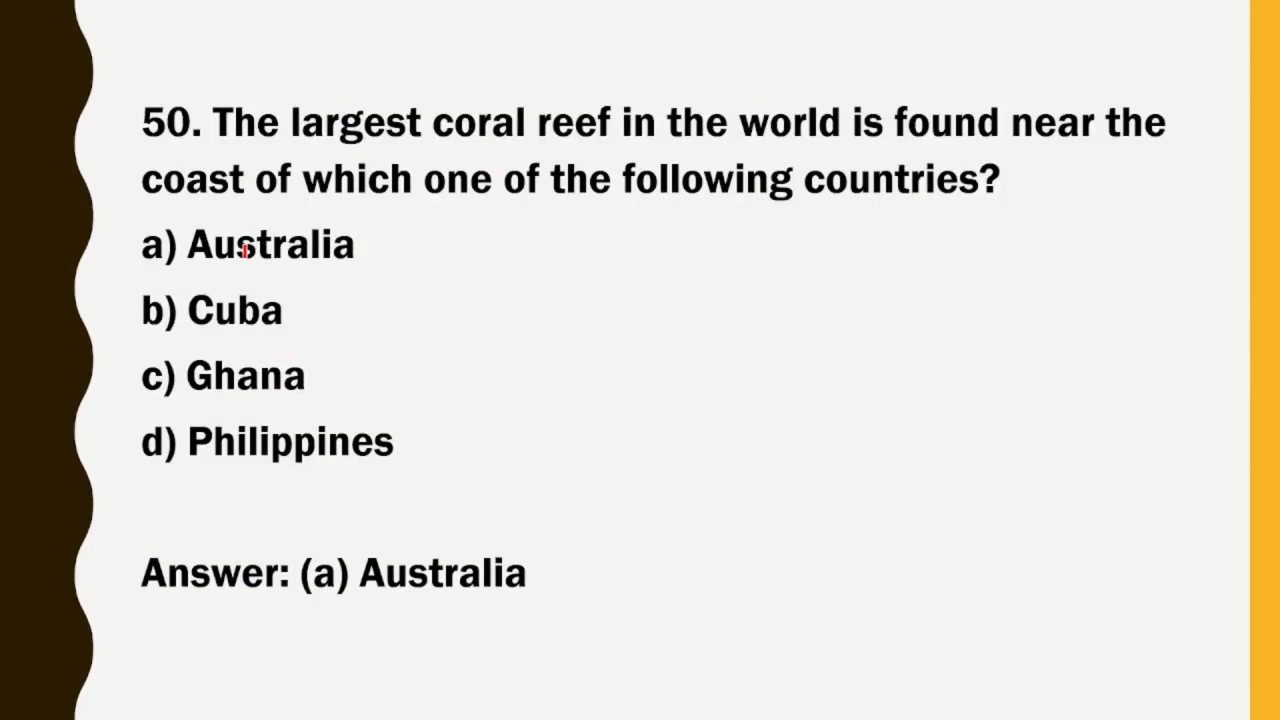 50. The largest coral reef in the world is found near the
coast of which one of the following countries?
a) Australia
b) Cuba
c) Ghana
d) Philippines
Answer: (a) Australia